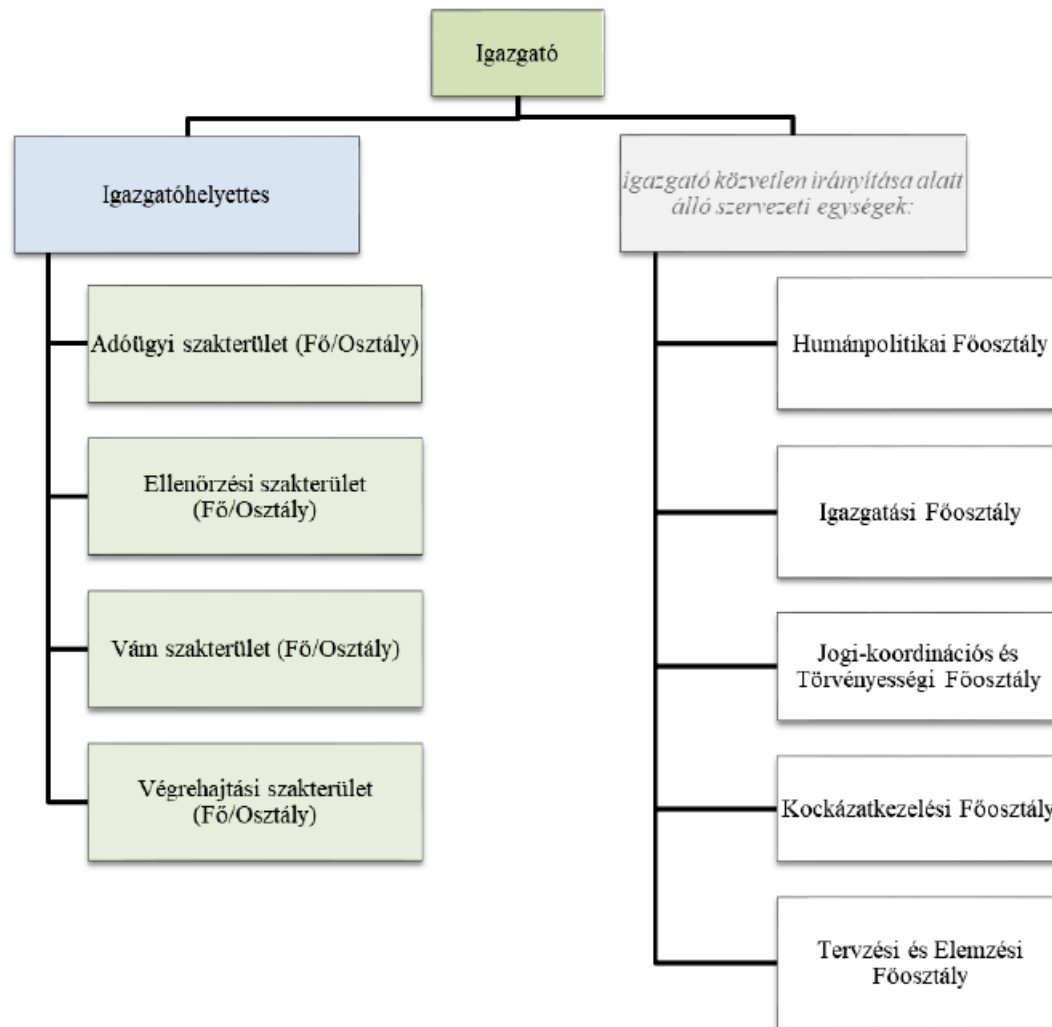 Igazgató
Igazgatóhelyettes
igazgató közvetlen irányítása alatt
álló szervezeti egységek:
Adóügyi szakterület (Fő/Osztály)
Ellenőrzési szakterület
(Fő/Osztály)
Vám szakterület (Fő/Osztály)
Végrehajtási szakterület
(Fő/Osztály)
Humánpolitikai Főosztály
Igazgatási Főosztály
Jogi-koordinációs és
Törvényességi Főosztály
Kockázatkezelési Főosztály
Tervzési és Elemzési
Főosztály